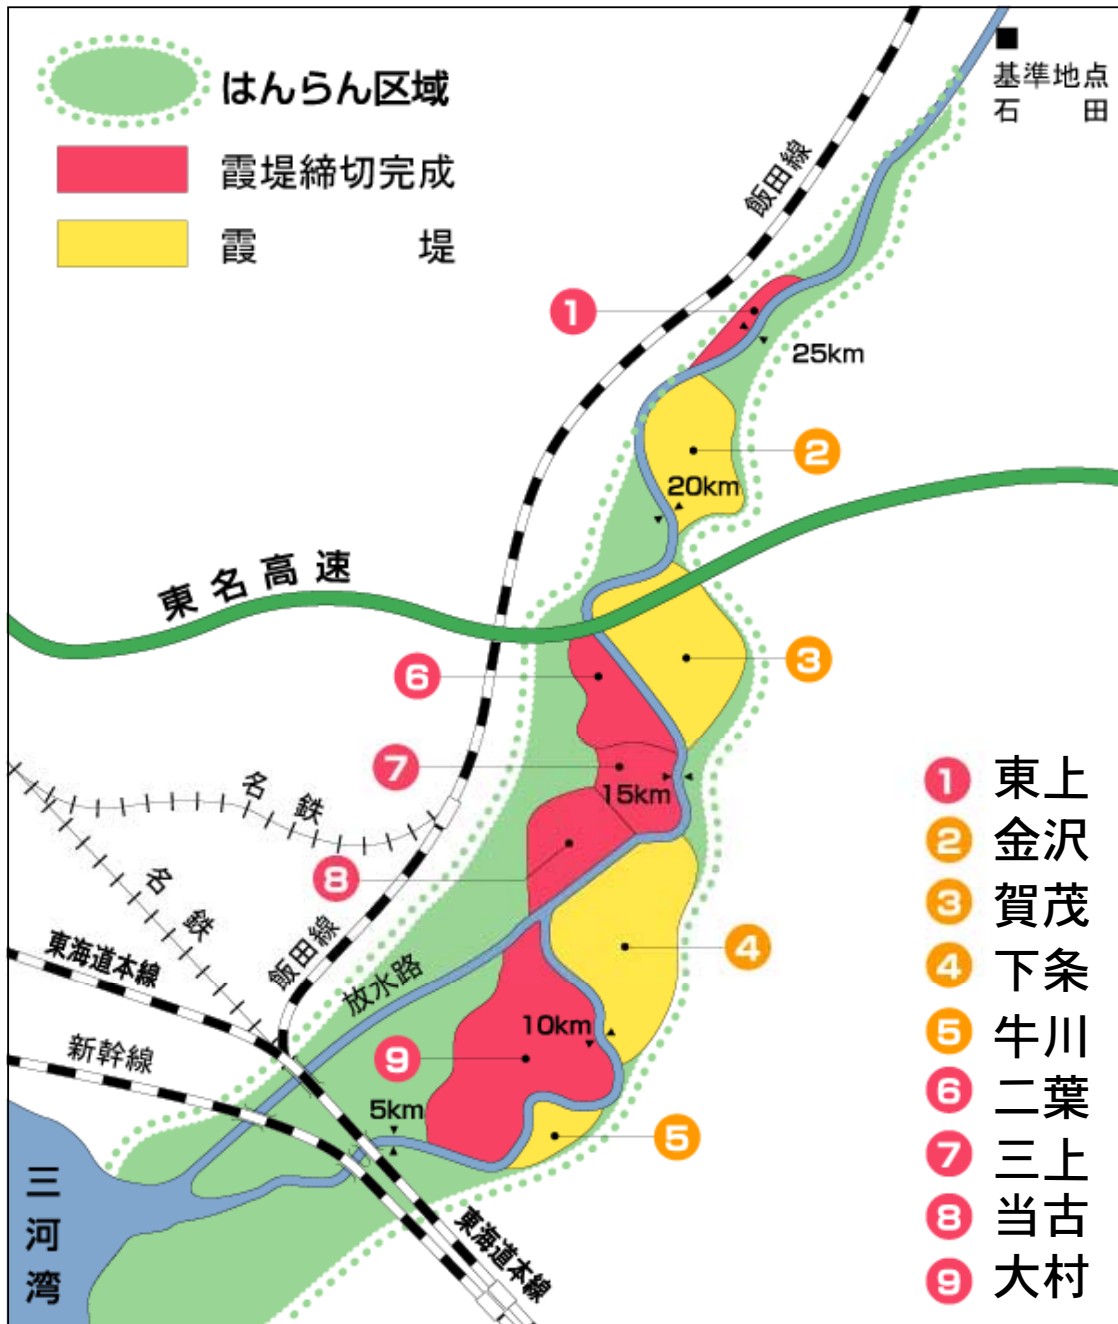 はんらん区域
霞堤締切完成
霞　　　堤
基準地点
石　　田
飯田線
1
25km
2
20km
東名高速
3
6
7
15km
名鉄
8
名鉄
飯田線
東海道本線
放水路
4
新幹線
10km
9
5km
5
三河湾
東海道本線
1 東上
2 金沢
3 賀茂
4 下条
5 牛川
6 二葉
7 三上
8 当古
9 大村